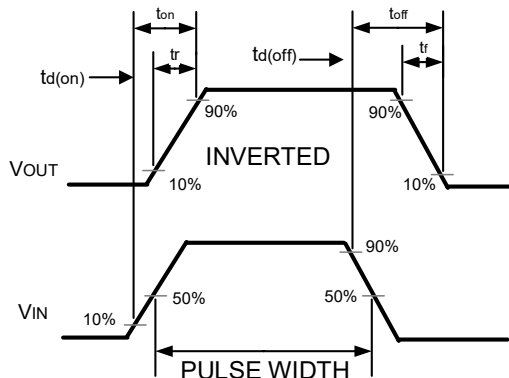 ton toff
td(on) tr td(off) tf
90% 90%
VOUT INVERTED
10% 10%
90%
50% 50%
VIN 10%
PULSE WIDTH